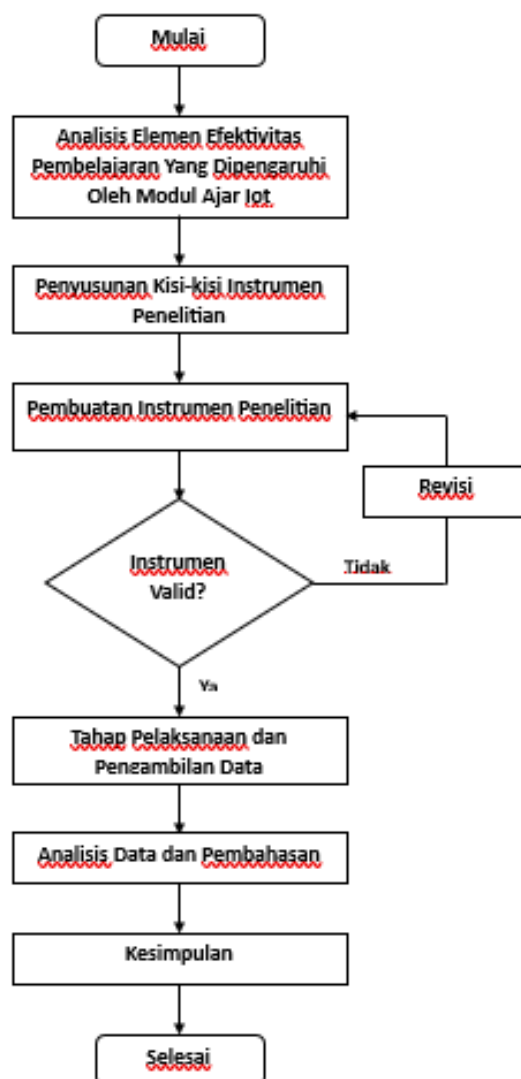 Mulai
Analisis Elemen Efektivitas
Pembelajaran Yang Dipengaruhi
Oleh Modul Ajar Iot
Penyusunan Kisi-kisi Instrumen
Penelitian
Pembuatan Instrumen Penelitian
Revisi
Instrumen
Valid?
Tidak
Ya
Tahap Pelaksanaan dan
Pengambilan Data
Analisis Data dan Pembahasan
Kesimpulan
Selesai